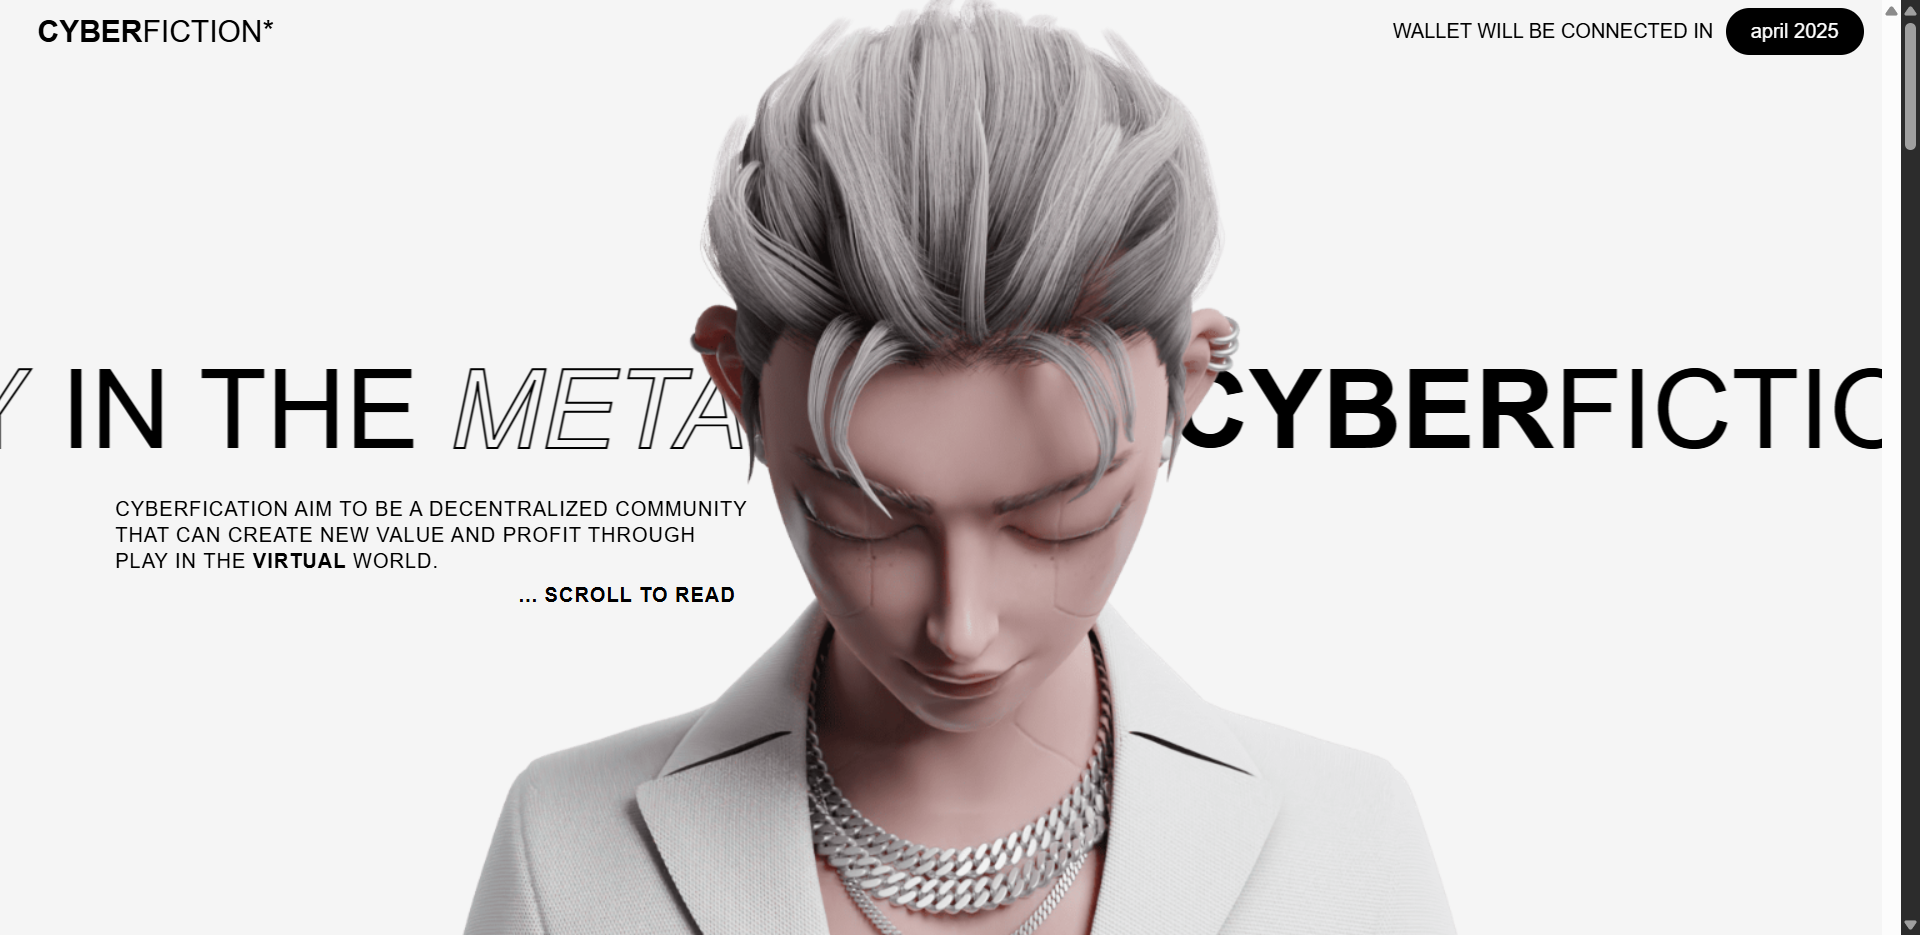 CYBERFICTION*
WALLET WILL BE CONNECTED IN april 2025
Y IN THE META CYBERFICTIO
CYBERFICATION AIM TO BE A DECENTRALIZED COMMUNITY
THAT CAN CREATE NEW VALUE AND PROFIT THROUGH
PLAY IN THE VIRTUAL WORLD.
... SCROLL TO READ